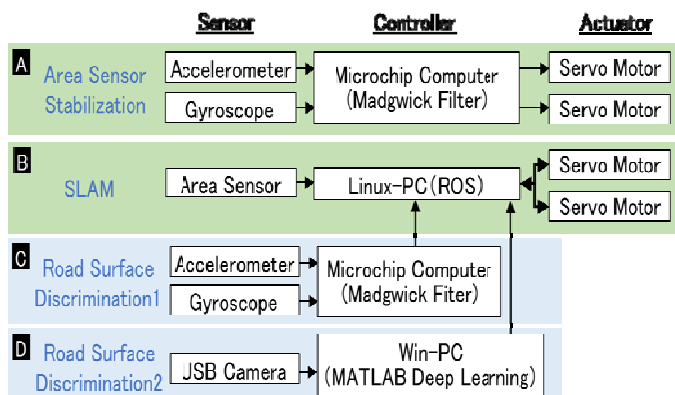 Sensor Controller Actuator
A Area Sensor Stabilization
Accelerometer
Gyroscope
Microchip Computer
(Madgwick Filter)
Servo Motor
Servo Motor
B SLAM
Area Sensor
Linux-PC(ROS)
Servo Motor
Servo Motor
C Road Surface
Discrimination1
Accelerometer
Gyroscope
Microchip Computer
(Madgwick Fiter)
D Road Surface
Discrimination2
JSB Camera
Win-PC
(MATLAB Deep Learning)